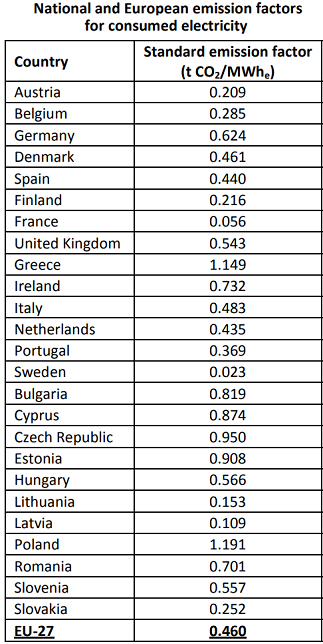 National and European emission factors
for consumed electricity
Country Standard emission factor
(t CO₂/MWhₑ)
Austria 0.209
Belgium 0.285
Germany 0.624
Denmark 0.461
Spain 0.440
Finland 0.216
France 0.056
United Kingdom 0.543
Greece 1.149
Ireland 0.732
Italy 0.483
Netherlands 0.435
Portugal 0.369
Sweden 0.023
Bulgaria 0.819
Cyprus 0.874
Czech Republic 0.950
Estonia 0.908
Hungary 0.566
Lithuania 0.153
Latvia 0.109
Poland 1.191
Romania 0.701
Slovenia 0.557
Slovakia 0.252
EU-27 0.460